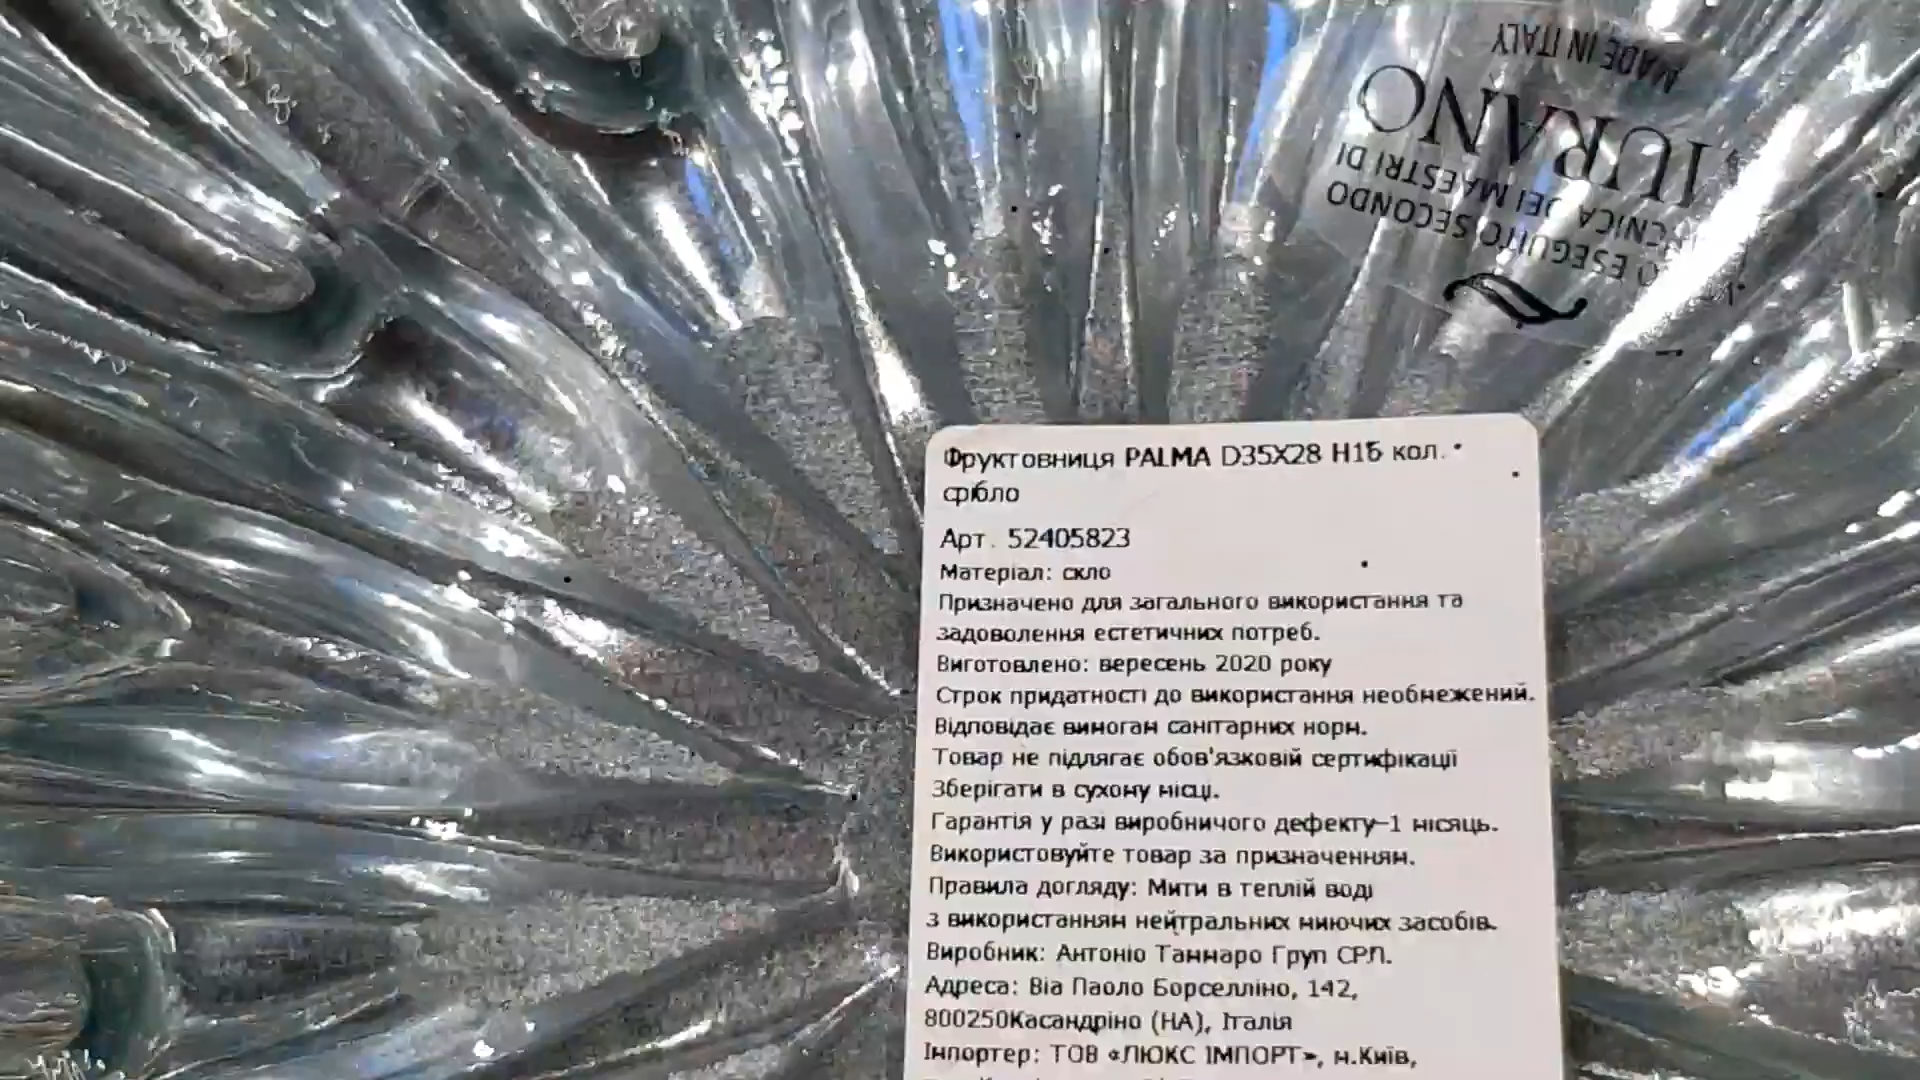 MADE IN ITALY
MURANO
DEI MAESTRI DI
ESEGUITO SECONDO
Фруктовниця PALMA D35X28 H15 кол.
срібло
Арт. 52405823
Матеріал: скло
Призначено для загального використання та
задоволення естетичних потреб.
Виготовлено: вересень 2020 року
Строк придатності до використання необмежений.
Відповідає вимогам санітарних норм.
Товар не підлягає обов'язковій сертифікації
Зберігати в сухому місці.
Гарантія у разі виробничого дефекту-1 місяць.
Використовуйте товар за призначенням.
Правила догляду: Мити в теплій воді
з використанням нейтральних миючих засобів.
Виробник: Антоніо Таммаро Груп СРЛ.
Адреса: Віа Паоло Борселліно, 142,
800250Касандріно (НА), Італія
Імпортер: ТОВ «ЛЮКС ІМПОРТ», м.Київ,